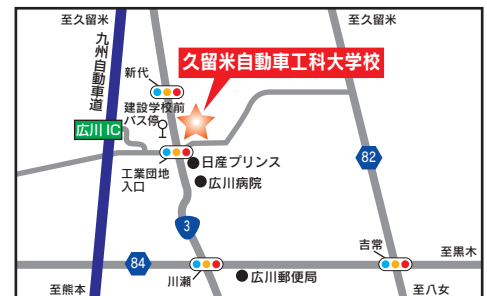 至久留米
至久留米
九州自動車道
久留米自動車工科大学校
新代
建設学校前
バス停
広川 IC
日産プリンス
工業団地
入口
広川病院
82
3
吉常
至黒木
84
川瀬
広川郵便局
至熊本
至八女